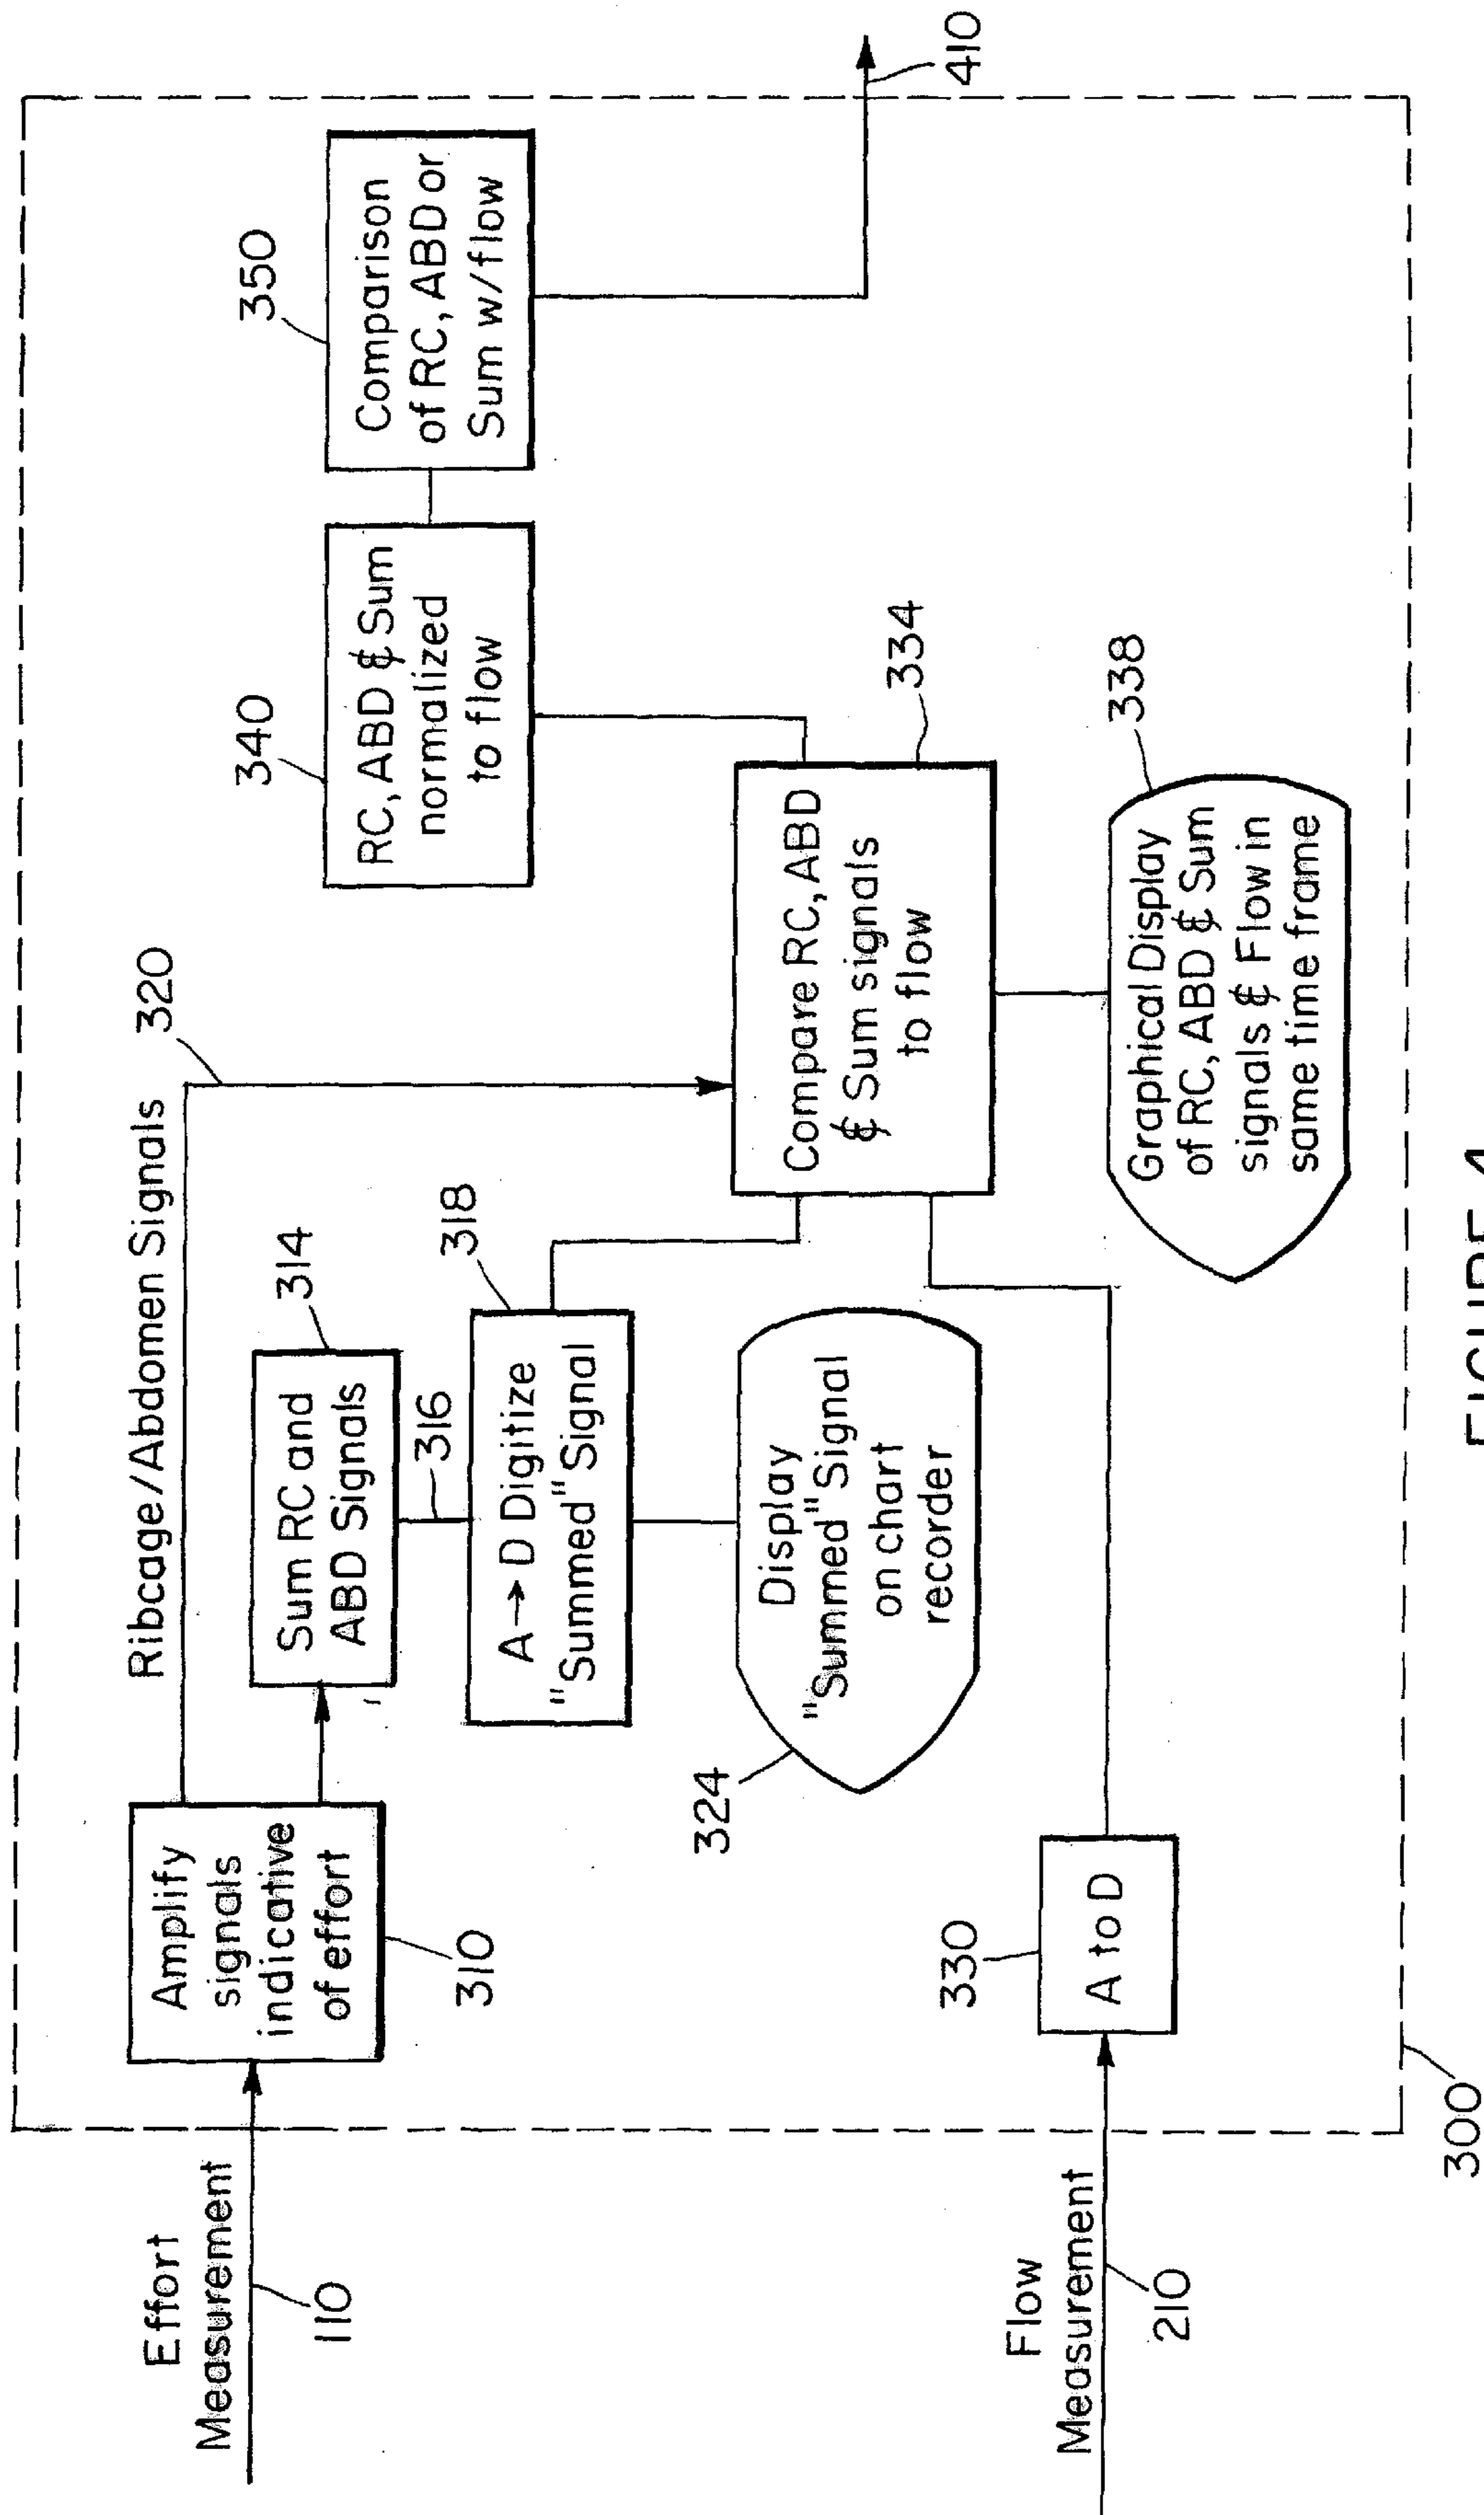 Effort
Measurement
110
Amplify
signals
indicative
of effort
310
Ribcage/Abdomen Signals
320
Sum RC and
ABD Signals
314
316
A→D Digitize
"Summed" Signal
318
Display
"Summed" Signal
on chart
recorder
324
Flow
Measurement
210
A to D
330
Compare RC, ABD
& Sum signals
to flow
334
Graphical Display
of RC, ABD & Sum
signals & Flow in
same time frame
338
RC, ABD & Sum
normalized
to flow
340
Comparison
of RC, ABD or
Sum w/flow
350
410
300
FIGURE 4